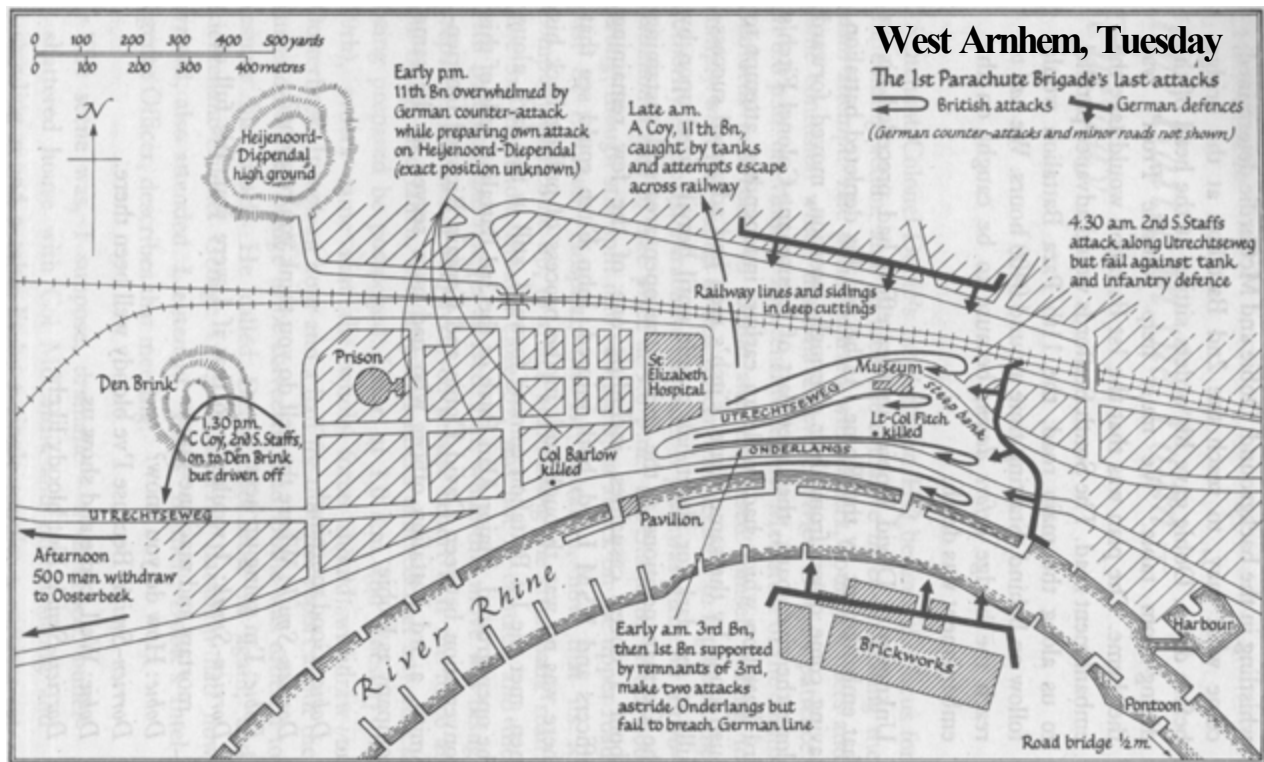 West Arnhem, Tuesday
The 1st Parachute Brigade's last attacks
British attacks
German defences
(German counter-attacks and minor roads not shown)
0 100 200 300 400 500 yards
0 100 200 300 400 metres
N
Heijenoord-
Diependal
high ground
Early p.m.
11th Bn overwhelmed by
German counter-attack
while preparing own attack
on Heijenoord-Diependal
(exact position unknown)
Late a.m.
A Coy, 11th Bn,
caught by tanks
and attempts escape
across railway
4.30 a.m. 2nd S. Staffs
attack along Utrechtseweg
but fail against tank
and infantry defence
Railway lines and sidings
in deep cuttings
Prison
St
Elizabeth
Hospital
Museum
Steep bank
Den Brink
1.30 p.m.
C Coy, 2nd S. Staffs,
on to Den Brink
but driven off
UTRECHTSEWEG
Lt-Col Fitch
killed
ONDERLANGS
Col Barlow
killed
UTRECHTSEWEG
Pavilion
Afternoon
500 men withdraw
to Oosterbeek
River Rhine
Early a.m. 3rd Bn,
then 1st Bn supported
by remnants of 3rd,
make two attacks
astride Onderlangs but
fail to breach German line
Brickworks
Harbour
Pontoon
Road bridge ½ m.